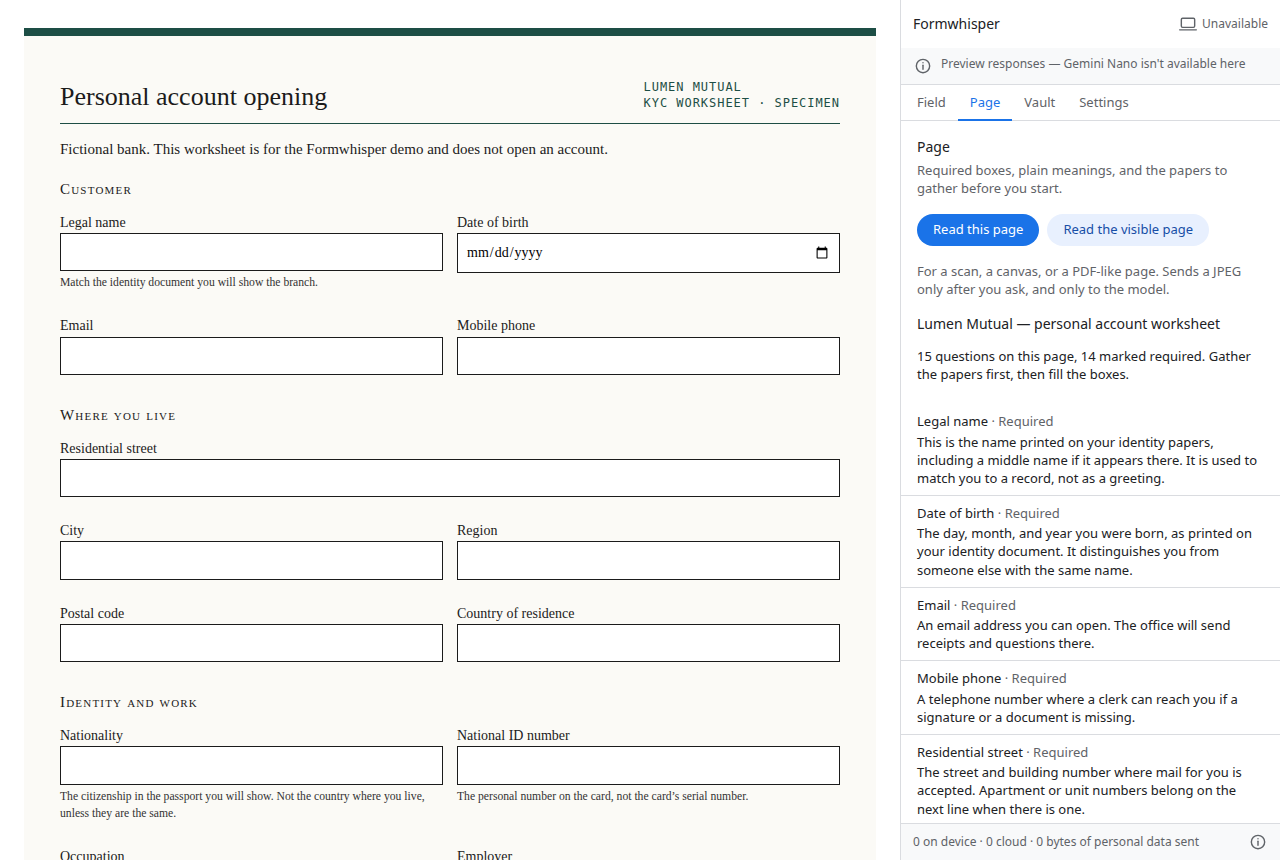 Personal account opening
LUMEN MUTUAL
KYC WORKSHEET · SPECIMEN
Fictional bank. This worksheet is for the Formwhisper demo and does not open an account.
Customer
Legal name
Date of birth
mm/dd/yyyy
Match the identity document you will show the branch.
Email
Mobile phone
Where you live
Residential street
City
Region
Postal code
Country of residence
Identity and work
Nationality
National ID number
The citizenship in the passport you will show. Not the country where you live,
unless they are the same.
The personal number on the card, not the card’s serial number.
Occupation
Employer
Formwhisper
Unavailable
Preview responses — Gemini Nano isn't available here
Field
Page
Vault
Settings
Page
Required boxes, plain meanings, and the papers to
gather before you start.
Read this page
Read the visible page
For a scan, a canvas, or a PDF-like page. Sends a JPEG
only after you ask, and only to the model.
Lumen Mutual — personal account worksheet
15 questions on this page, 14 marked required. Gather
the papers first, then fill the boxes.
Legal name · Required
This is the name printed on your identity papers,
including a middle name if it appears there. It is used to
match you to a record, not as a greeting.
Date of birth · Required
The day, month, and year you were born, as printed on
your identity document. It distinguishes you from
someone else with the same name.
Email · Required
An email address you can open. The office will send
receipts and questions there.
Mobile phone · Required
A telephone number where a clerk can reach you if a
signature or a document is missing.
Residential street · Required
The street and building number where mail for you is
accepted. Apartment or unit numbers belong on the
next line when there is one.
0 on device · 0 cloud · 0 bytes of personal data sent